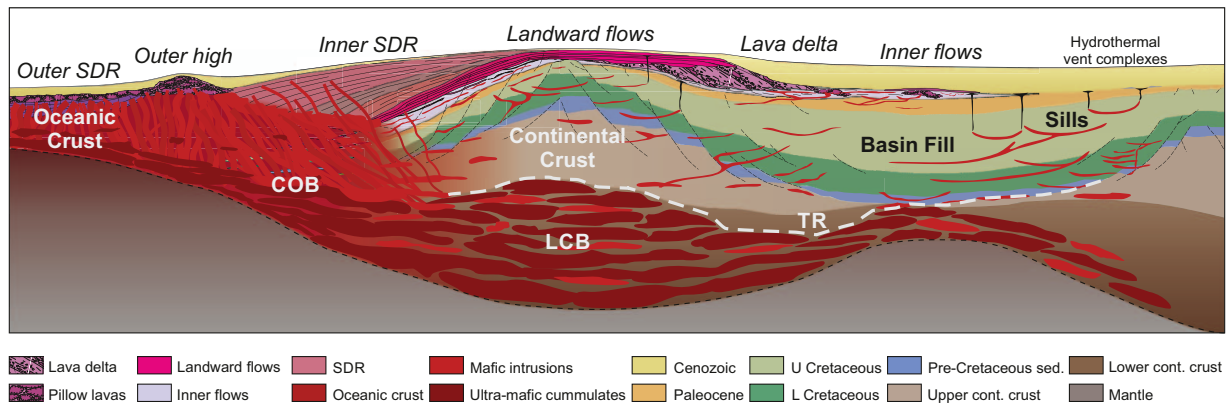 Outer SDR
Outer high
Inner SDR
Landward flows
Lava delta
Inner flows
Hydrothermal
vent complexes
Oceanic
Crust
COB
Continental
Crust
LCB
TR
Basin Fill
Sills
Lava delta
Landward flows
SDR
Mafic intrusions
Cenozoic
U Cretaceous
Pre-Cretaceous sed.
Lower cont. crust
Pillow lavas
Inner flows
Oceanic crust
Ultra-mafic cummulates
Paleocene
L Cretaceous
Upper cont. crust
Mantle